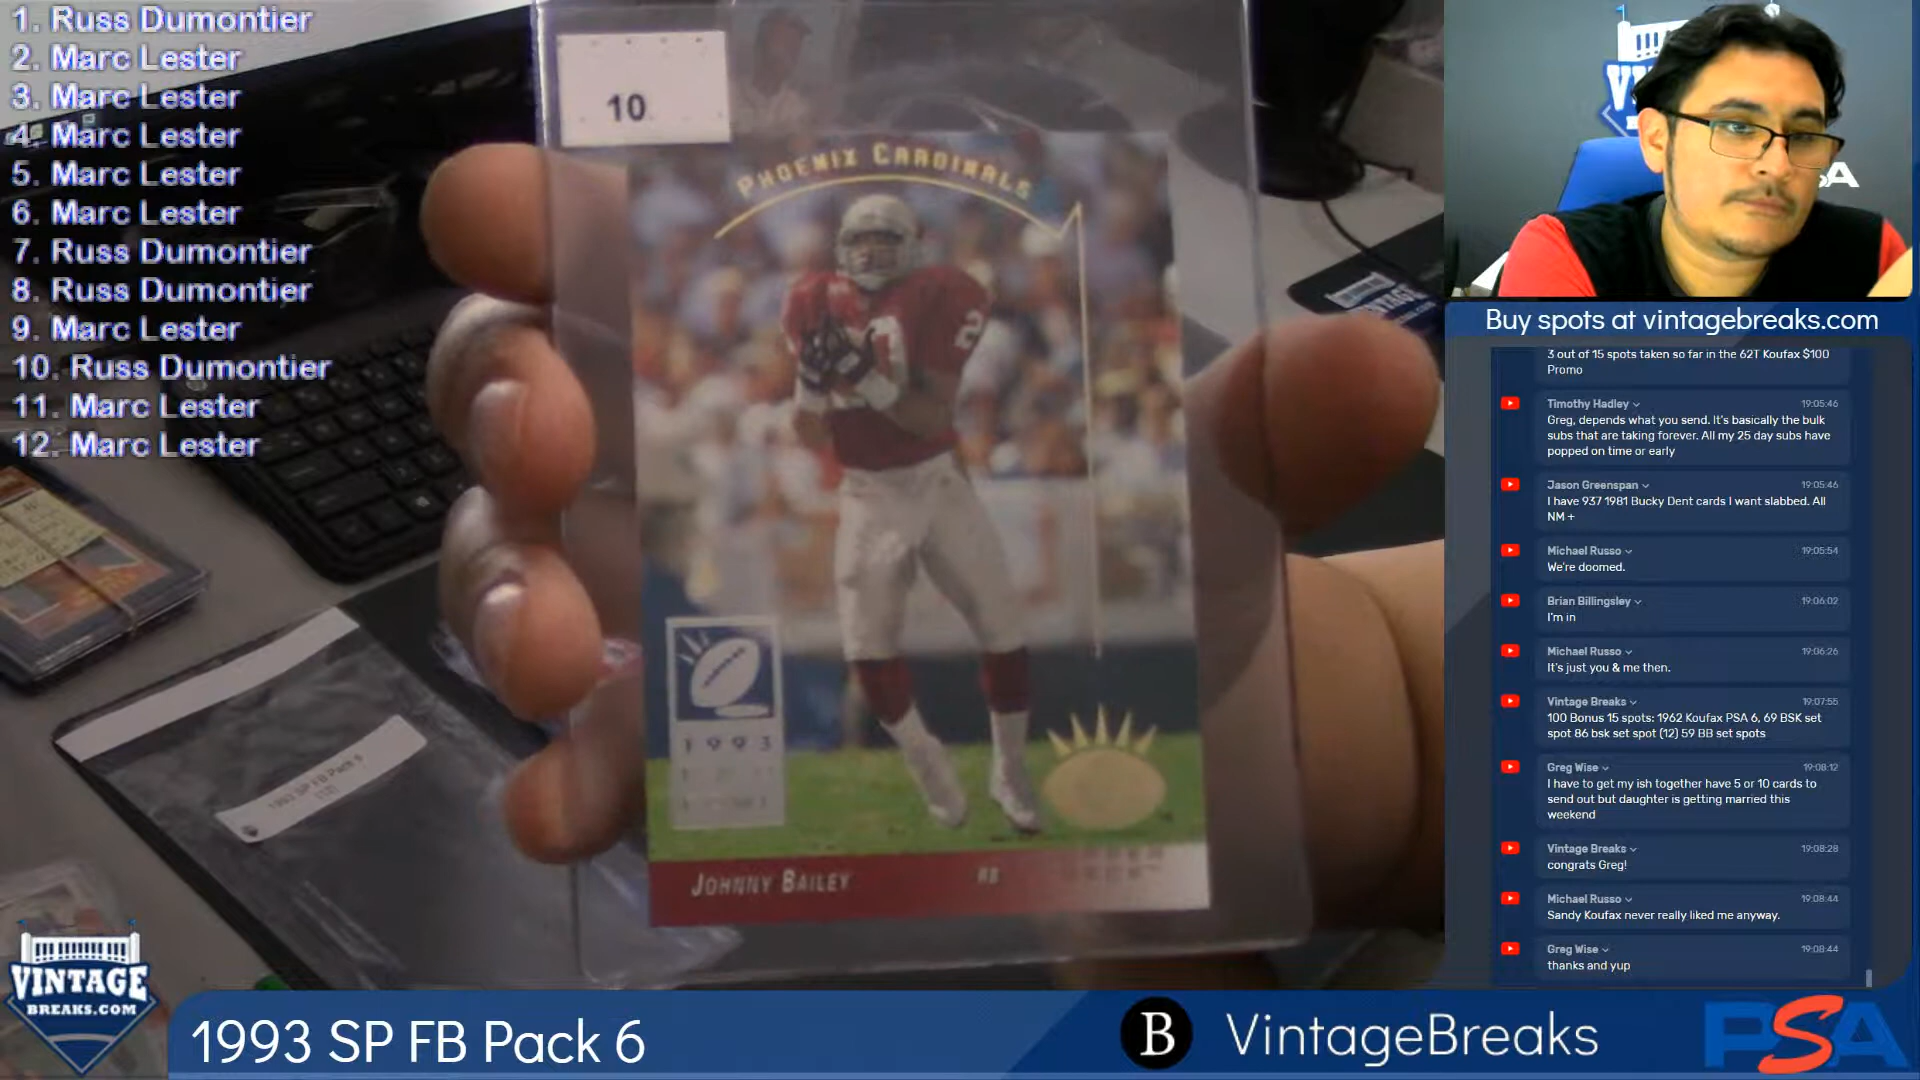 1. Russ Dumontier
2. Marc Lester
3. Marc Lester
4. Marc Lester
5. Marc Lester
6. Marc Lester
7. Russ Dumontier
8. Russ Dumontier
9. Marc Lester
10. Russ Dumontier
11. Marc Lester
12. Marc Lester
10
PHOENIX CARDINALS
20
1993
JOHNNY BAILEY RB
1993 SP FB Pack 6
VINTAGE
BREAKS.COM
1993 SP FB Pack 6
B VintageBreaks
PSA
Buy spots at vintagebreaks.com
3 out of 15 spots taken so far in the 62T Koufax $100
Promo
Timothy Hadley 19:05:46
Greg, depends what you send. It's basically the bulk
subs that are taking forever. All my 25 day subs have
popped on time or early
Jason Greenspan 19:05:46
I have 937 1981 Bucky Dent cards I want slabbed. All
NM +
Michael Russo 19:05:54
We're doomed.
Brian Billingsley 19:06:02
I'm in
Michael Russo 19:06:26
It's just you & me then.
Vintage Breaks 19:07:55
100 Bonus 15 spots: 1962 Koufax PSA 6, 69 BSK set
spot 86 bsk set spot (12) 59 BB set spots
Greg Wise 19:08:12
I have to get my ish together have 5 or 10 cards to
send out but daughter is getting married this
weekend
Vintage Breaks 19:08:28
congrats Greg!
Michael Russo 19:08:44
Sandy Koufax never really liked me anyway.
Greg Wise 19:08:44
thanks and yup